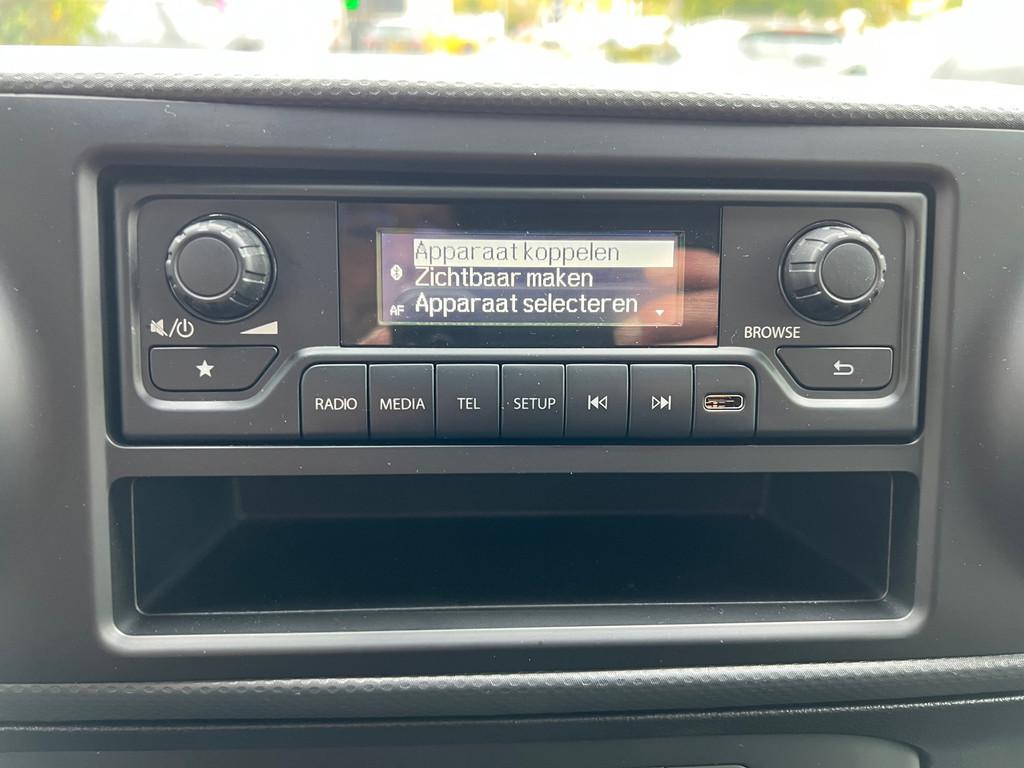 Apparaat koppelen
Zichtbaar maken
AF Apparaat selecteren
BROWSE
RADIO MEDIA TEL SETUP